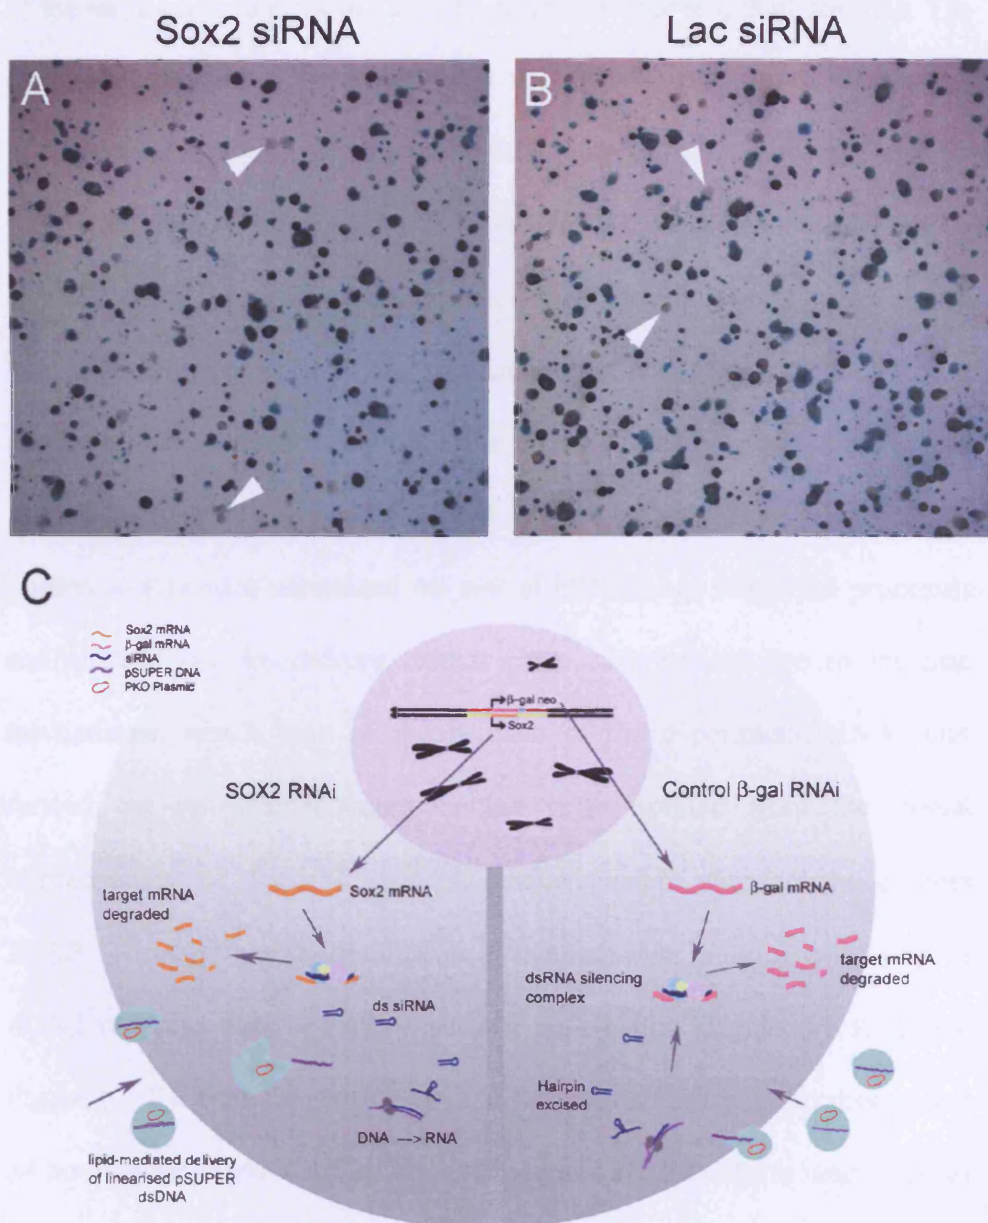 Sox2 siRNA
Lac siRNA
A
B
C
Sox2 mRNA
β-gal mRNA
siRNA
pSUPER DNA
PKO Plasmic
β-gal neo
Sox2
SOX2 RNAi
Control β-gal RNAi
Sox2 mRNA
β-gal mRNA
target mRNA
degraded
dsRNA silencing
complex
target mRNA
degraded
ds siRNA
Hairpin
excised
DNA ---> RNA
lipid-mediated delivery
of linearised pSUPER
dsDNA